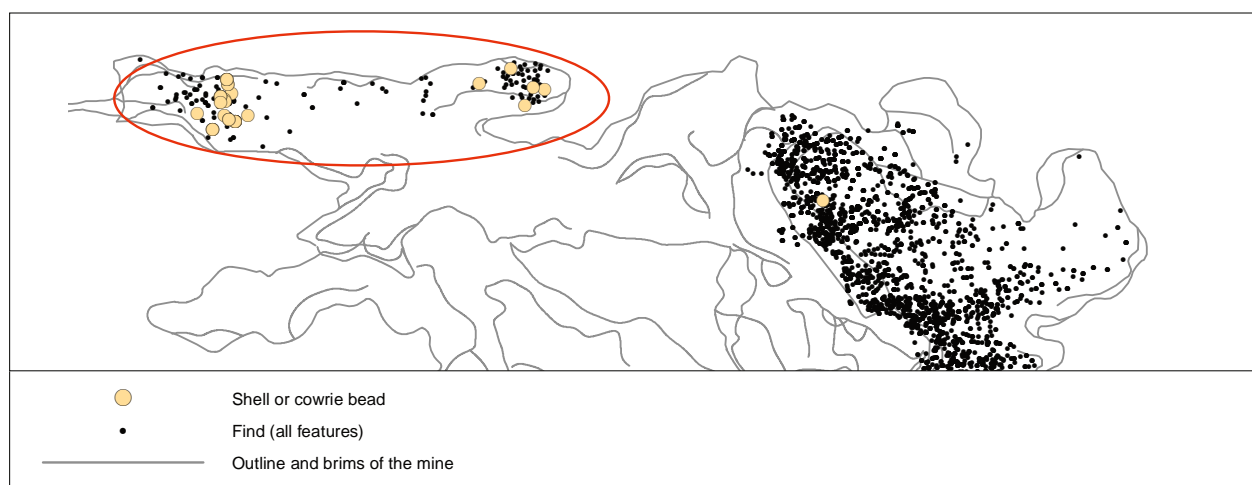 Shell or cowrie bead
Find (all features)
Outline and brims of the mine